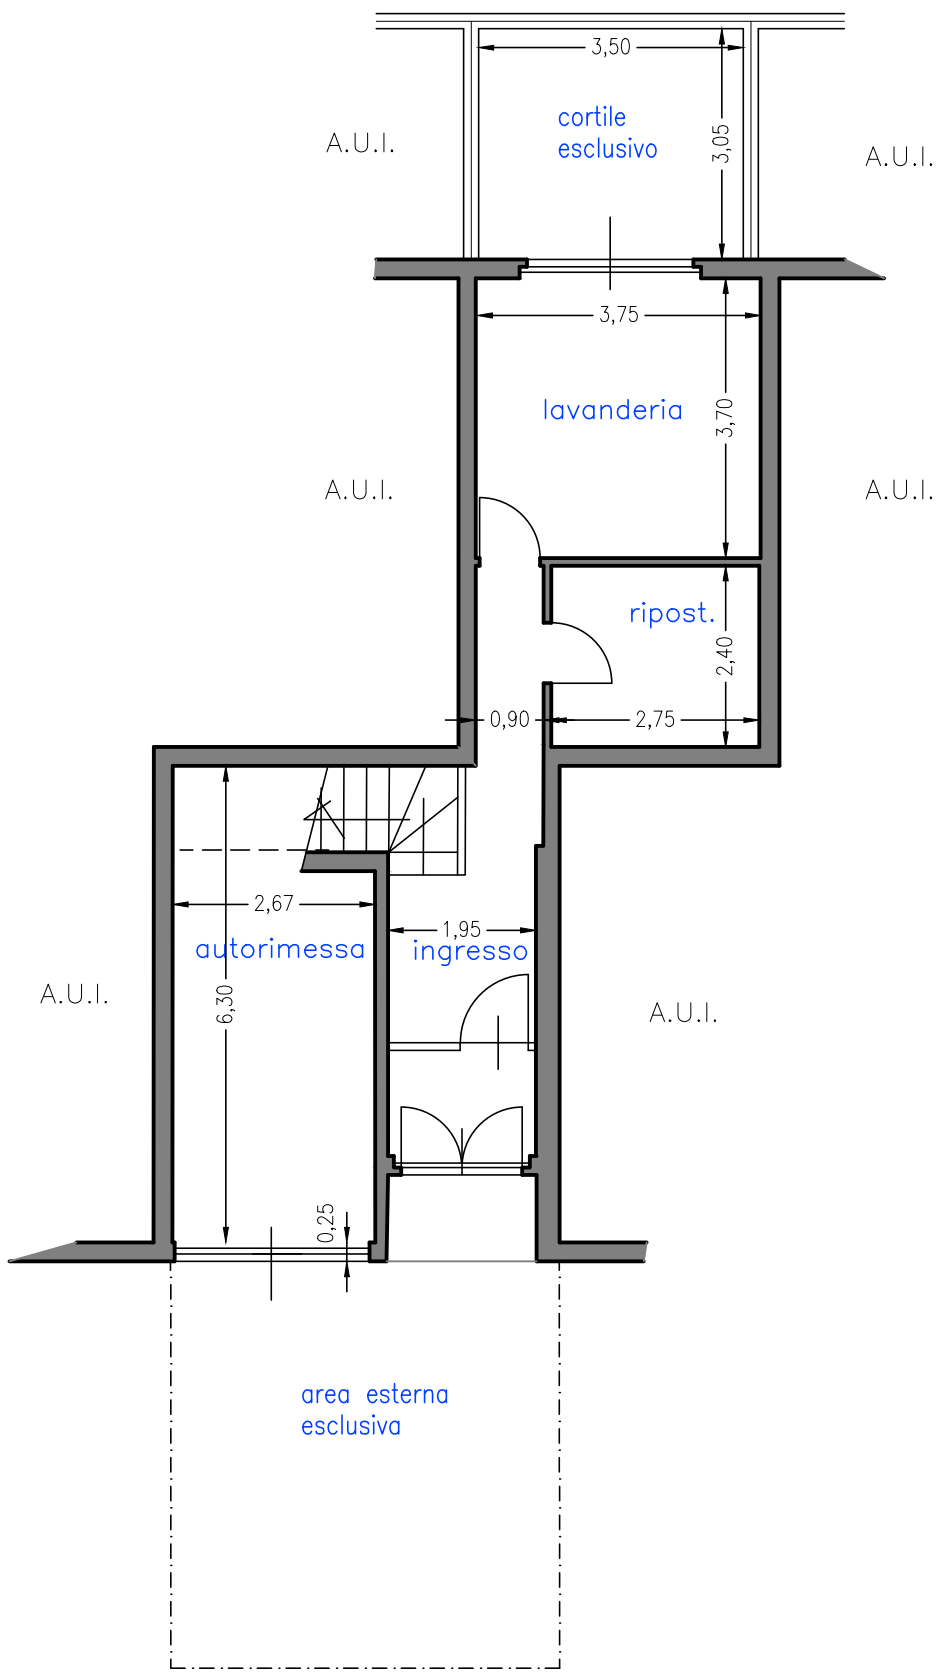 3,50
cortile
esclusivo
3,05
A.U.I.
A.U.I.
3,75
lavanderia
3,70
A.U.I.
A.U.I.
ripost.
2,40
0,90
2,75
2,67
1,95
autorimessa
ingresso
6,30
A.U.I.
A.U.I.
0,25
area esterna
esclusiva